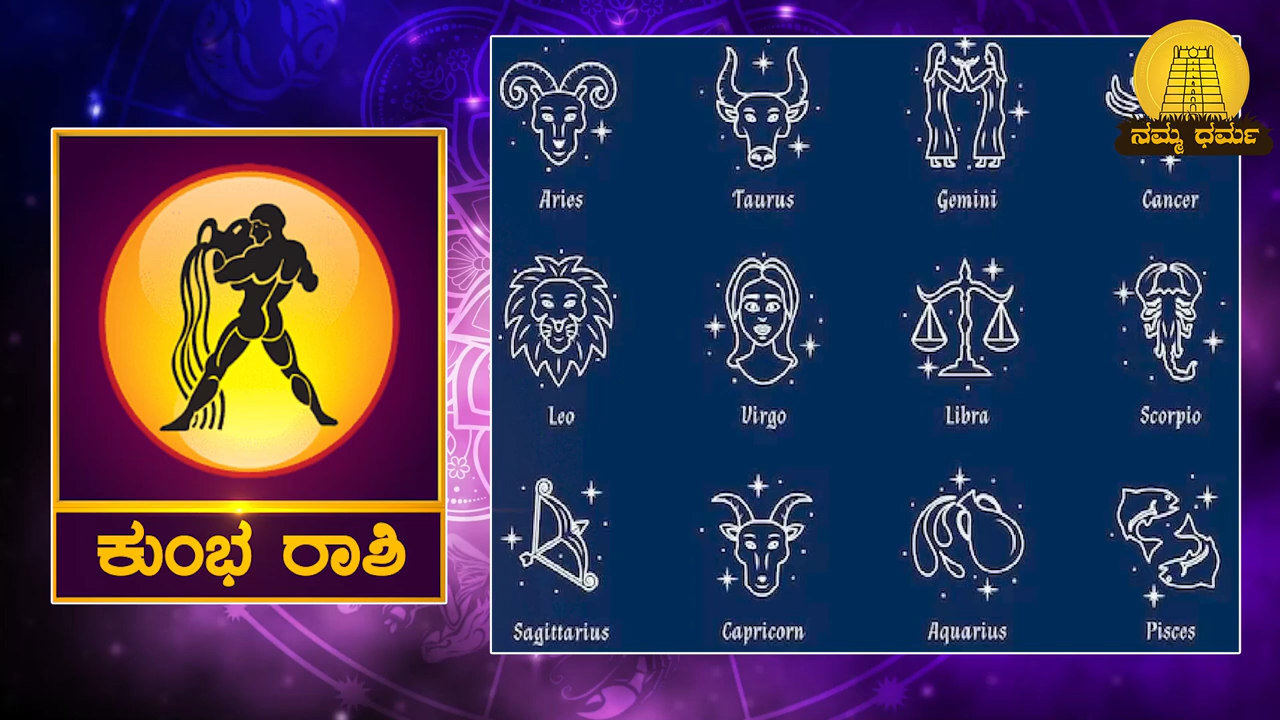 ನಮ್ಮ ಧರ್ಮ
ಕುಂಭ ರಾಶಿ
Aries Taurus Gemini Cancer
Leo Virgo Libra Scorpio
Sagittarius Capricorn Aquarius Pisces